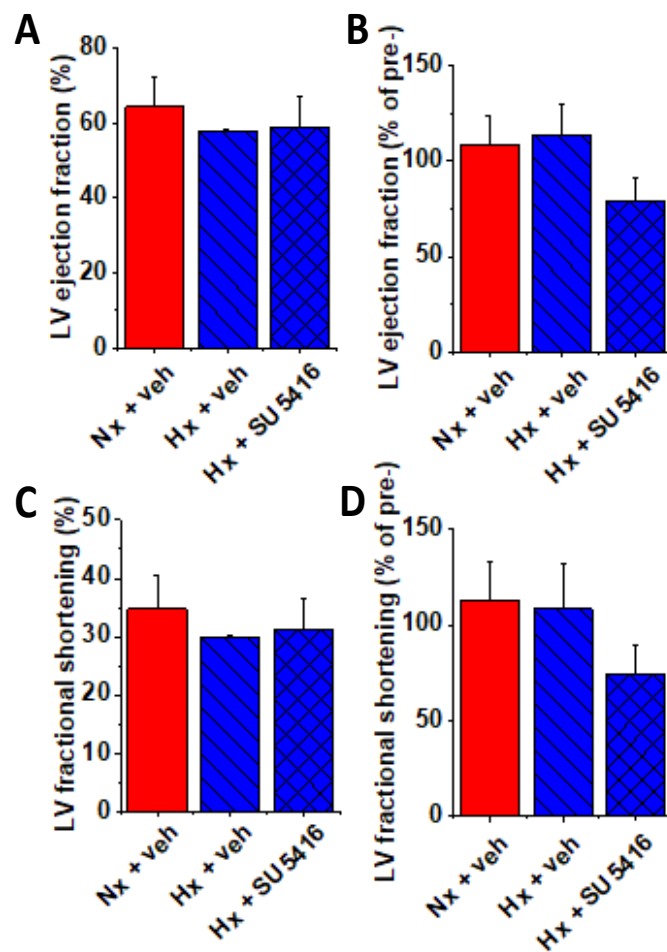 A
LV ejection fraction (%)
80
60
40
20
0
Nx + veh
Hx + veh
Hx + SU 5416
B
LV ejection fraction (% of pre-)
150
100
50
0
Nx + veh
Hx + veh
Hx + SU 5416
C
LV fractional shortening (%)
50
40
30
20
10
0
Nx + veh
Hx + veh
Hx + SU 5416
D
LV fractional shortening (% of pre-)
150
100
50
0
Nx + veh
Hx + veh
Hx + SU 5416